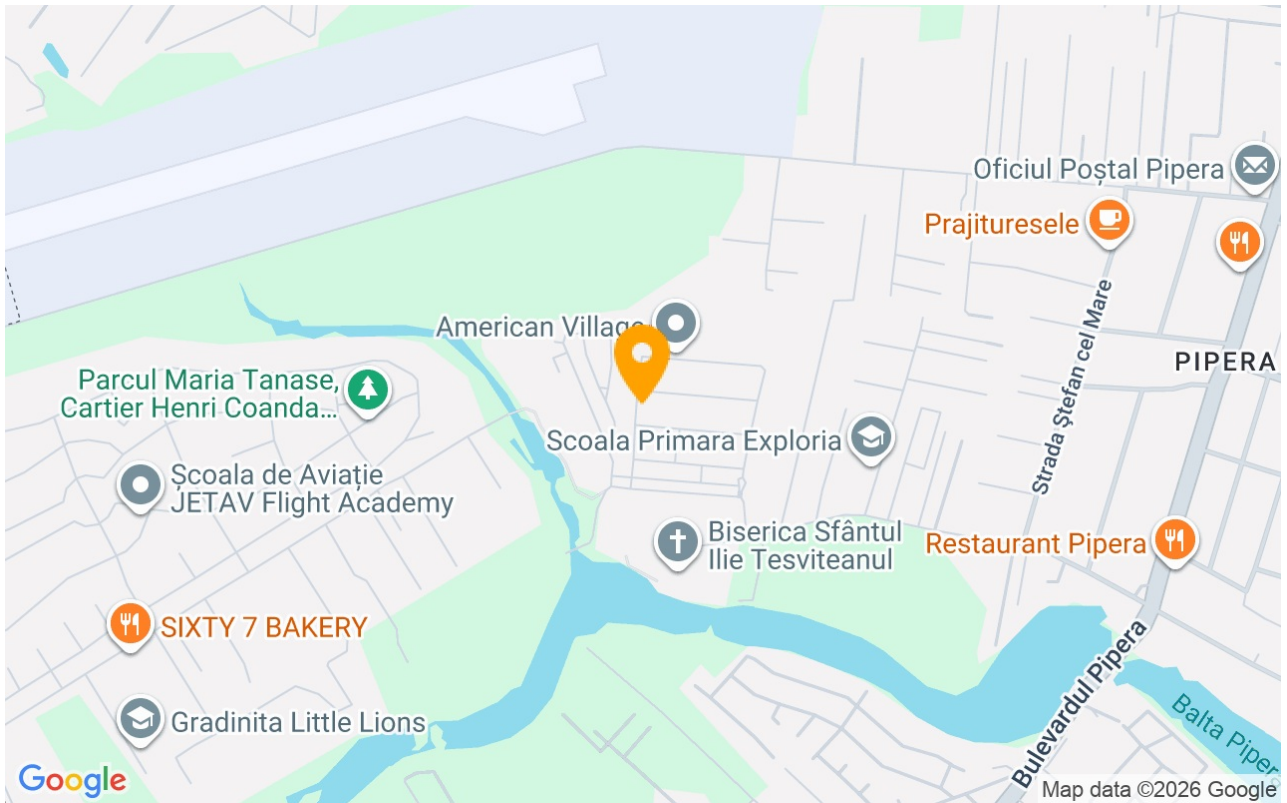 Oficiul Poștal Pipera
Prajituresele
American Village
PIPERA
Parcul Maria Tanase,
Cartier Henri Coanda...
Strada Ștefan cel Mare
Scoala Primara Exploria
Școala de Aviație
JETAV Flight Academy
Biserica Sfântul
Ilie Tesviteanul
Restaurant Pipera
SIXTY 7 BAKERY
Bulevardul Pipera
Gradinita Little Lions
Balta Pipera
Google
Map data ©2026 Google